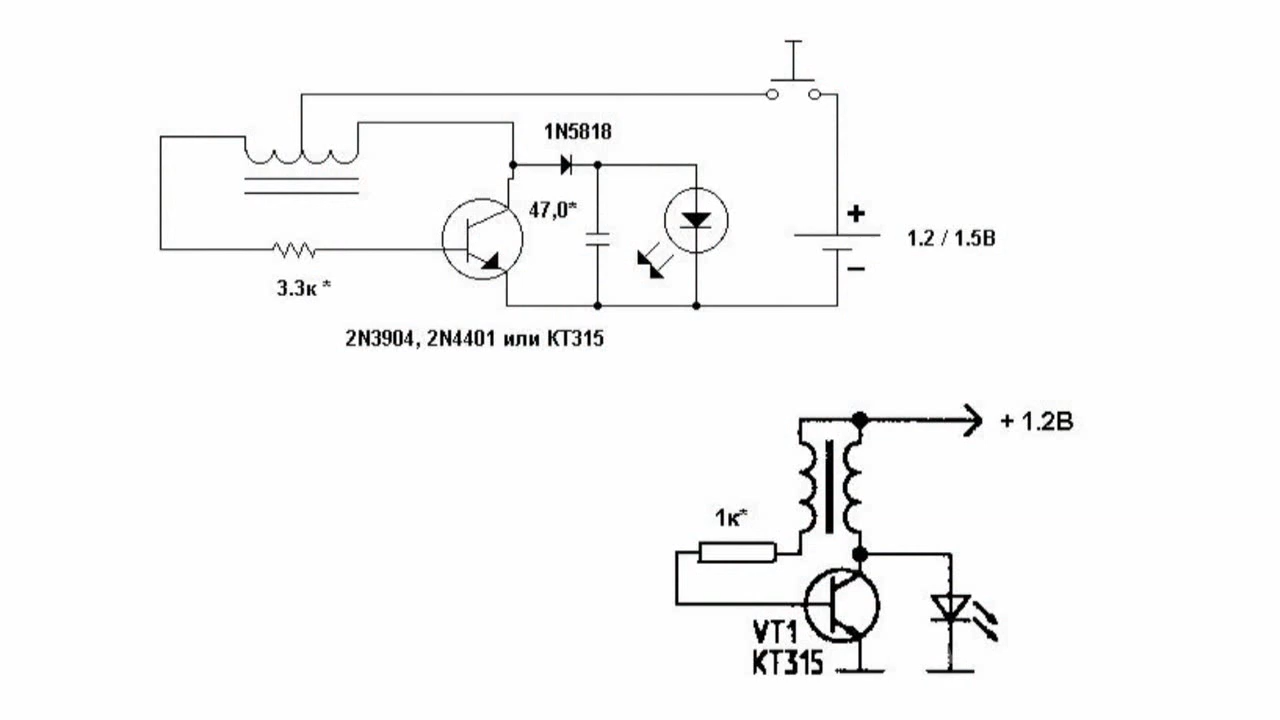 1N5818
47,0*
+
1.2 / 1.5В
−
3.3к *
2N3904, 2N4401 или КТ315
+ 1.2В
1к*
VT1
КТ315